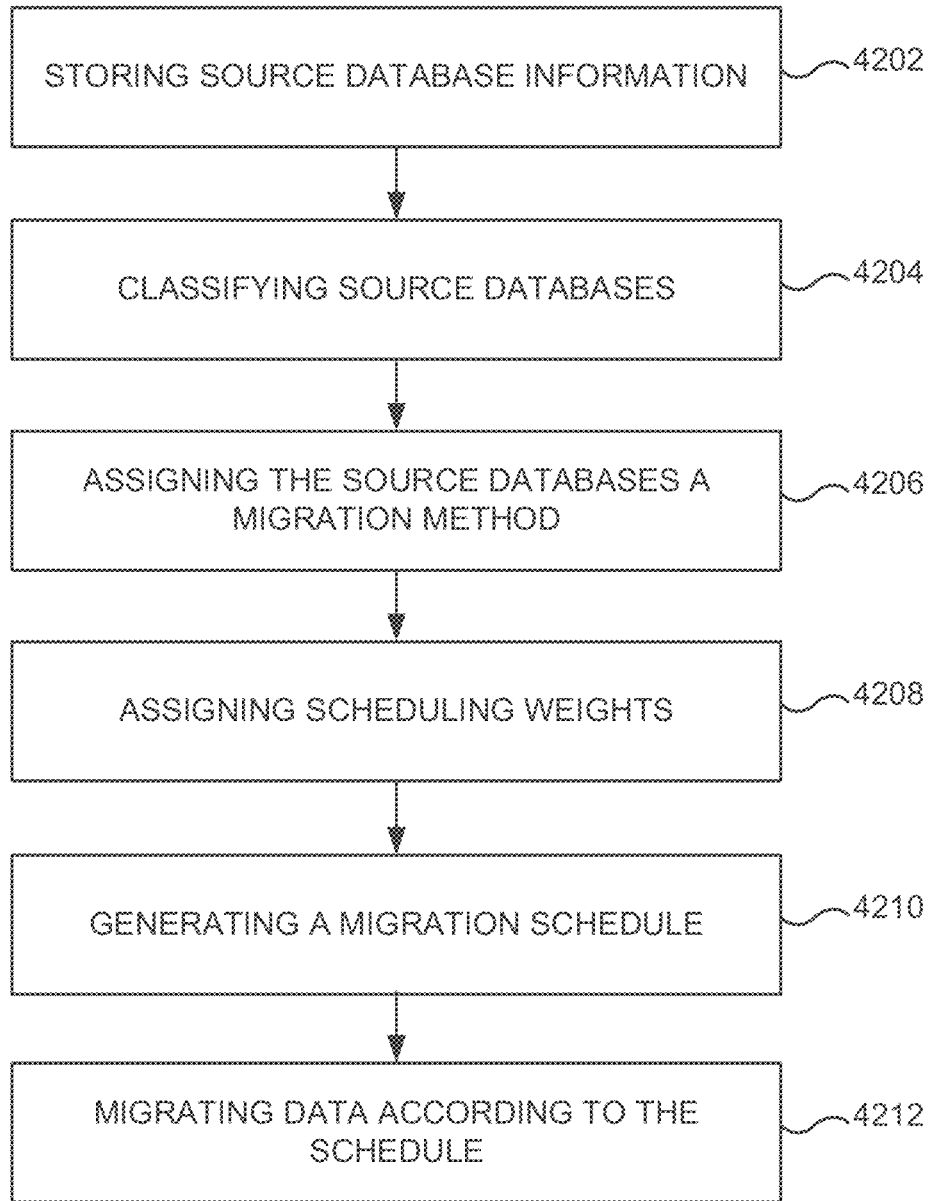 STORING SOURCE DATABASE INFORMATION
4202
CLASSIFYING SOURCE DATABASES
4204
ASSIGNING THE SOURCE DATABASES A
MIGRATION METHOD
4206
ASSIGNING SCHEDULING WEIGHTS
4208
GENERATING A MIGRATION SCHEDULE
4210
MIGRATING DATA ACCORDING TO THE
SCHEDULE
4212